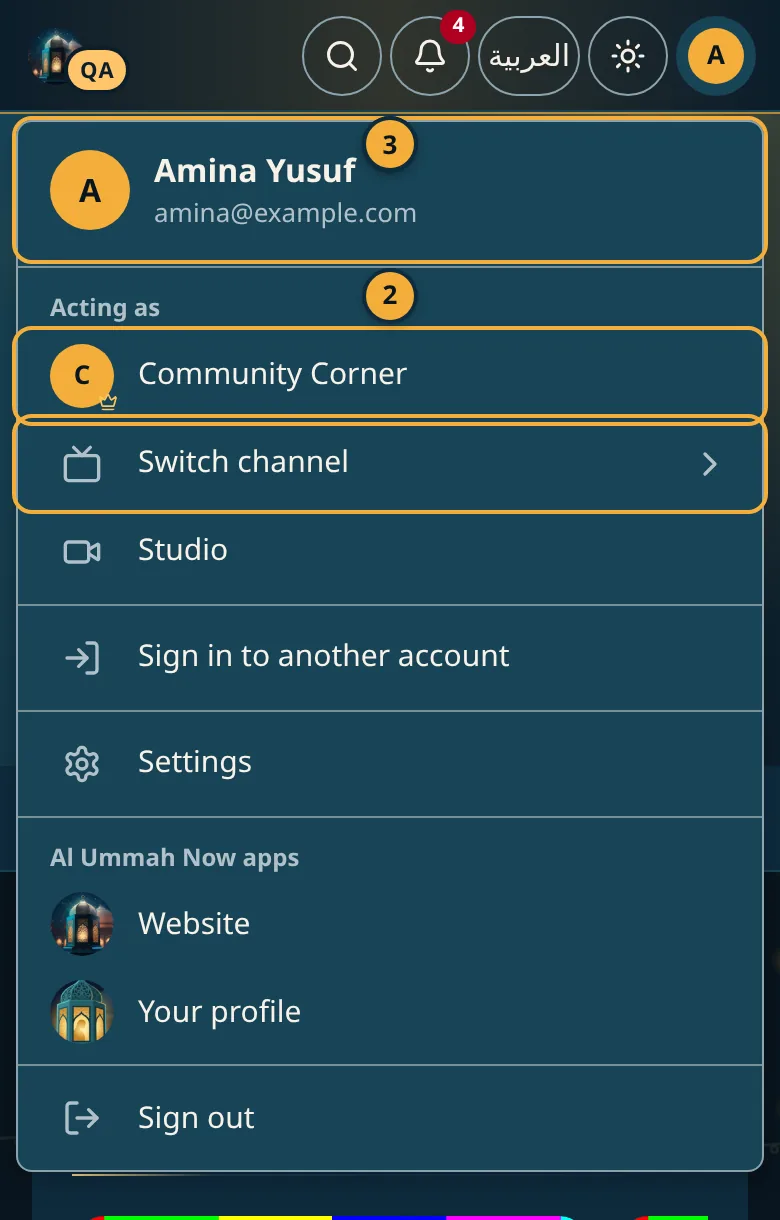 QA
4
العربية
A
3
A
Amina Yusuf
amina@example.com
2
Acting as
C
Community Corner
Switch channel
Studio
Sign in to another account
Settings
Al Ummah Now apps
Website
Your profile
Sign out